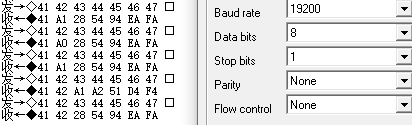 发→◇41 42 43 44 45 46 47 □
收←◆41 A1 28 54 94 EA FA
发→◇41 42 43 44 45 46 47 □
收←◆41 A0 28 54 94 EA FA
发→◇41 42 43 44 45 46 47 □
收←◆41 A1 28 54 94 EA FA
发→◇41 42 43 44 45 46 47 □
收←◆41 42 A1 A2 51 D4 F4
发→◇41 42 43 44 45 46 47 □
收←◆41 42 28 54 94 EA FA
Baud rate 19200
Data bits 8
Stop bits 1
Parity None
Flow control None